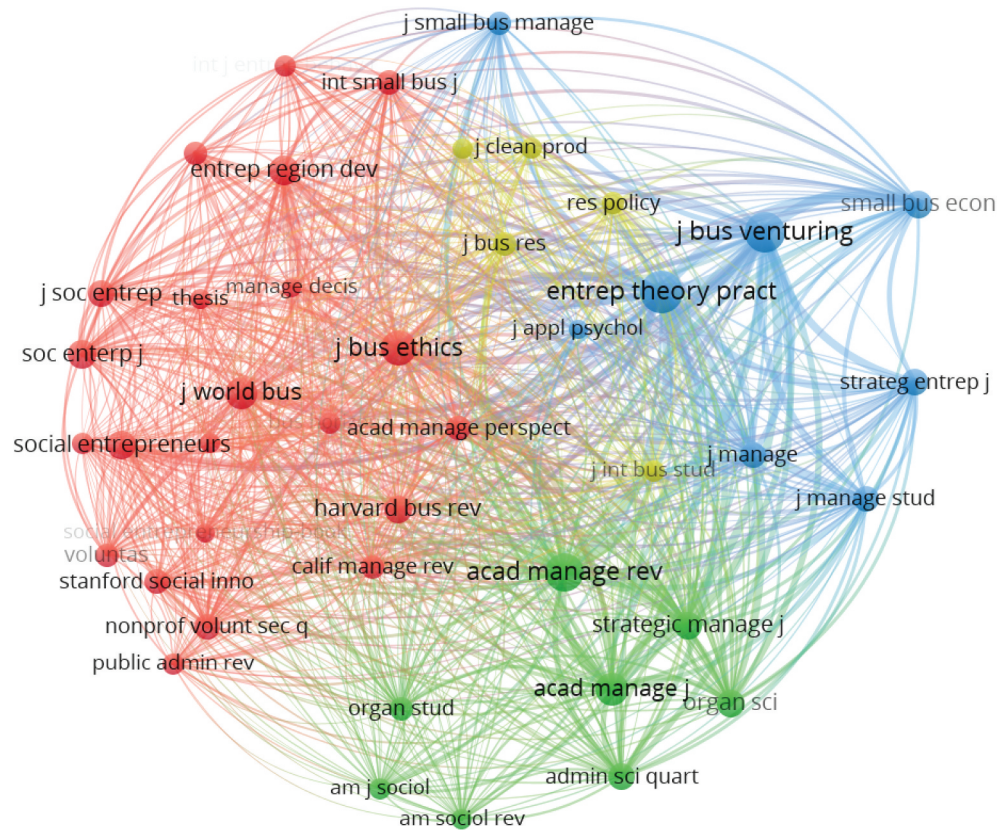 j small bus manage
int j entr
int small bus j
j clean prod
entrep region dev
res policy
small bus econ
j bus venturing
j bus res
manage decis
j soc entrep
thesis
entrep theory pract
j appl psychol
soc enterp j
j bus ethics
strateg entrep j
j world bus
acad manage perspect
social entrepreneurs
j manage
j int bus stud
j manage stud
harvard bus rev
voluntas
calif manage rev
acad manage rev
stanford social inno
nonprof volunt sec q
strategic manage j
public admin rev
acad manage j
organ sci
organ stud
admin sci quart
am j sociol
am sociol rev